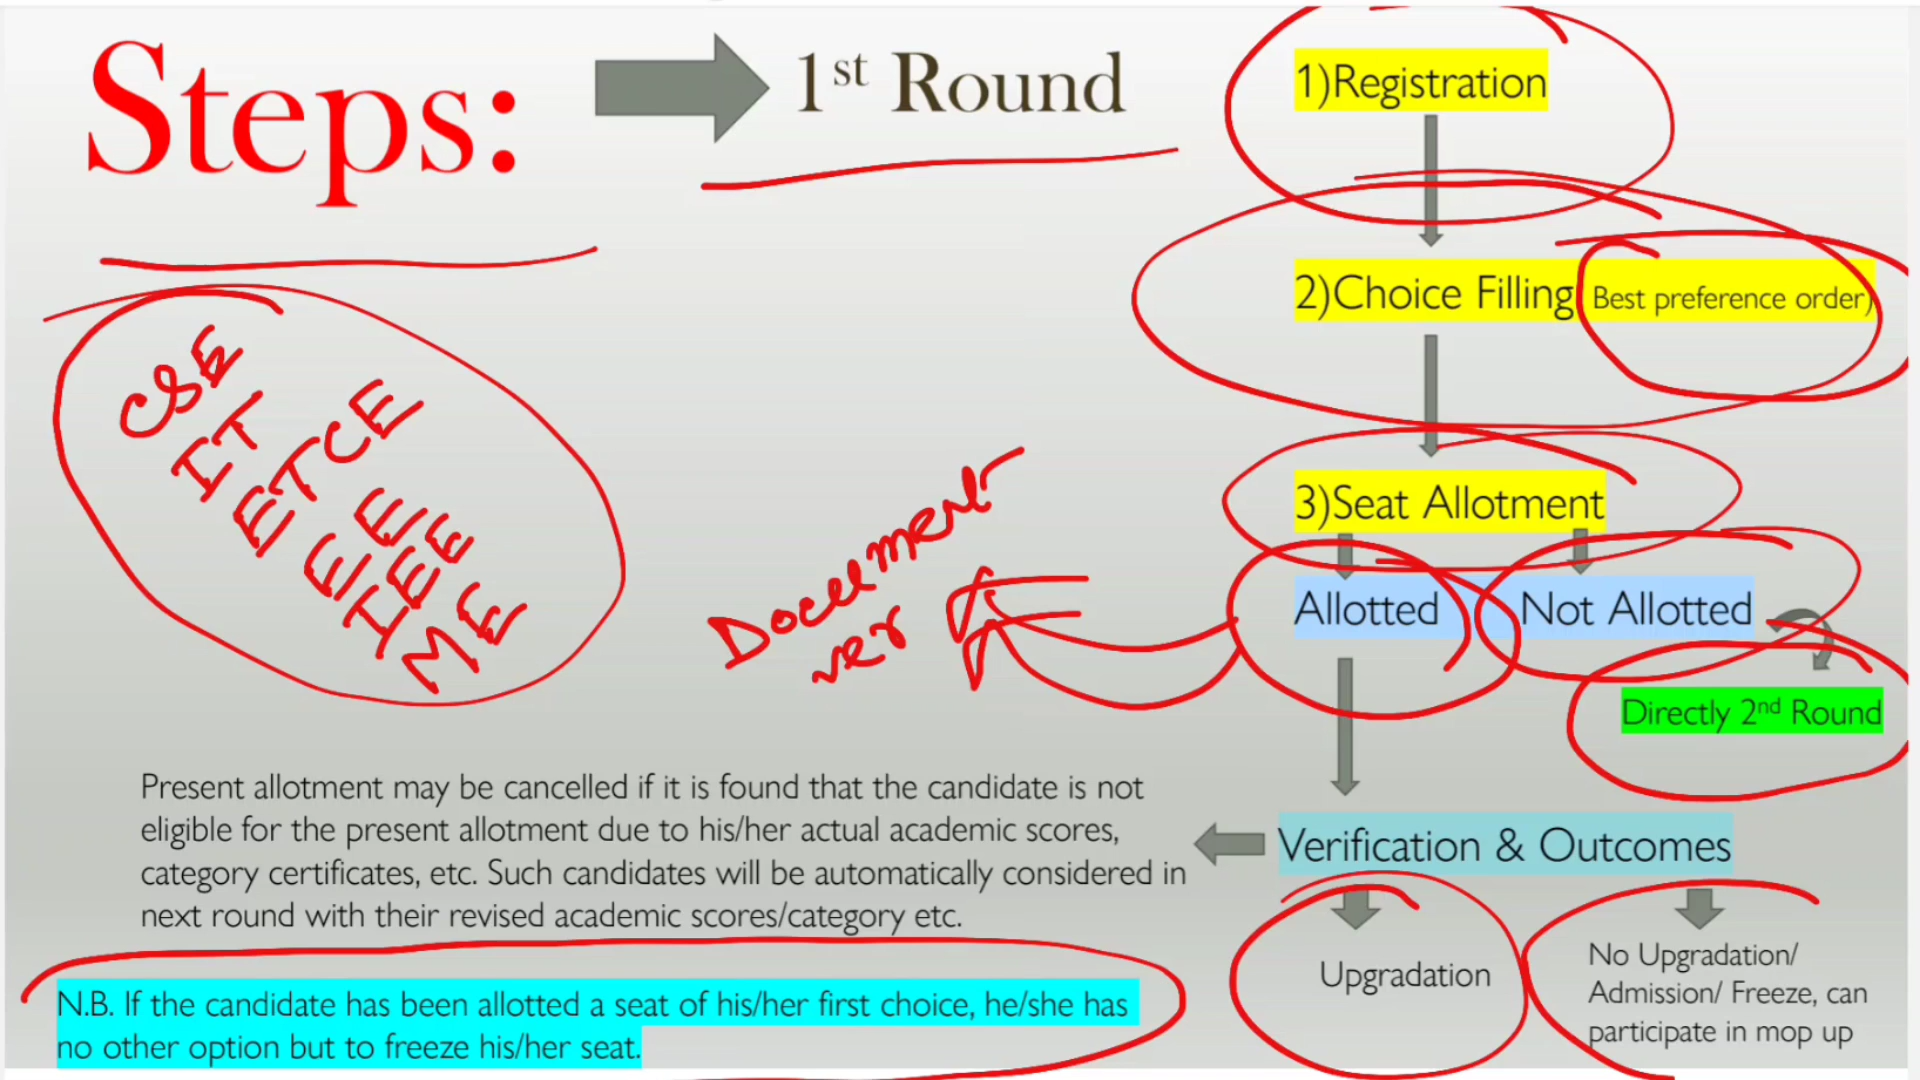 Steps:
1st Round
1)Registration
2)Choice Filling( Best preference order)
CSE
IT
ETCE
EEE
IEE
ME
3)Seat Allotment
Document
ver
Allotted
Not Allotted
Directly 2nd Round
Present allotment may be cancelled if it is found that the candidate is not
eligible for the present allotment due to his/her actual academic scores,
category certificates, etc. Such candidates will be automatically considered in
next round with their revised academic scores/category etc.
Verification & Outcomes
Upgradation
No Upgradation/
Admission/ Freeze, can
participate in mop up
N.B. If the candidate has been allotted a seat of his/her first choice, he/she has
no other option but to freeze his/her seat.